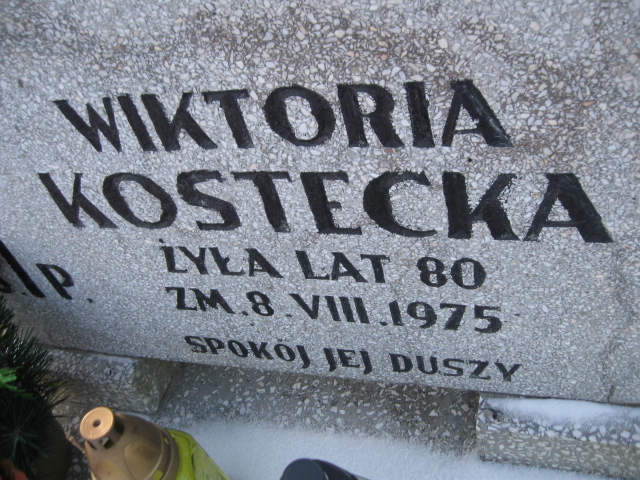 WIKTORIA
KOSTECKA
ŻYŁA LAT 80
Ś. P.
ZM. 8. VIII. 1975
SPOKÓJ JEJ DUSZY